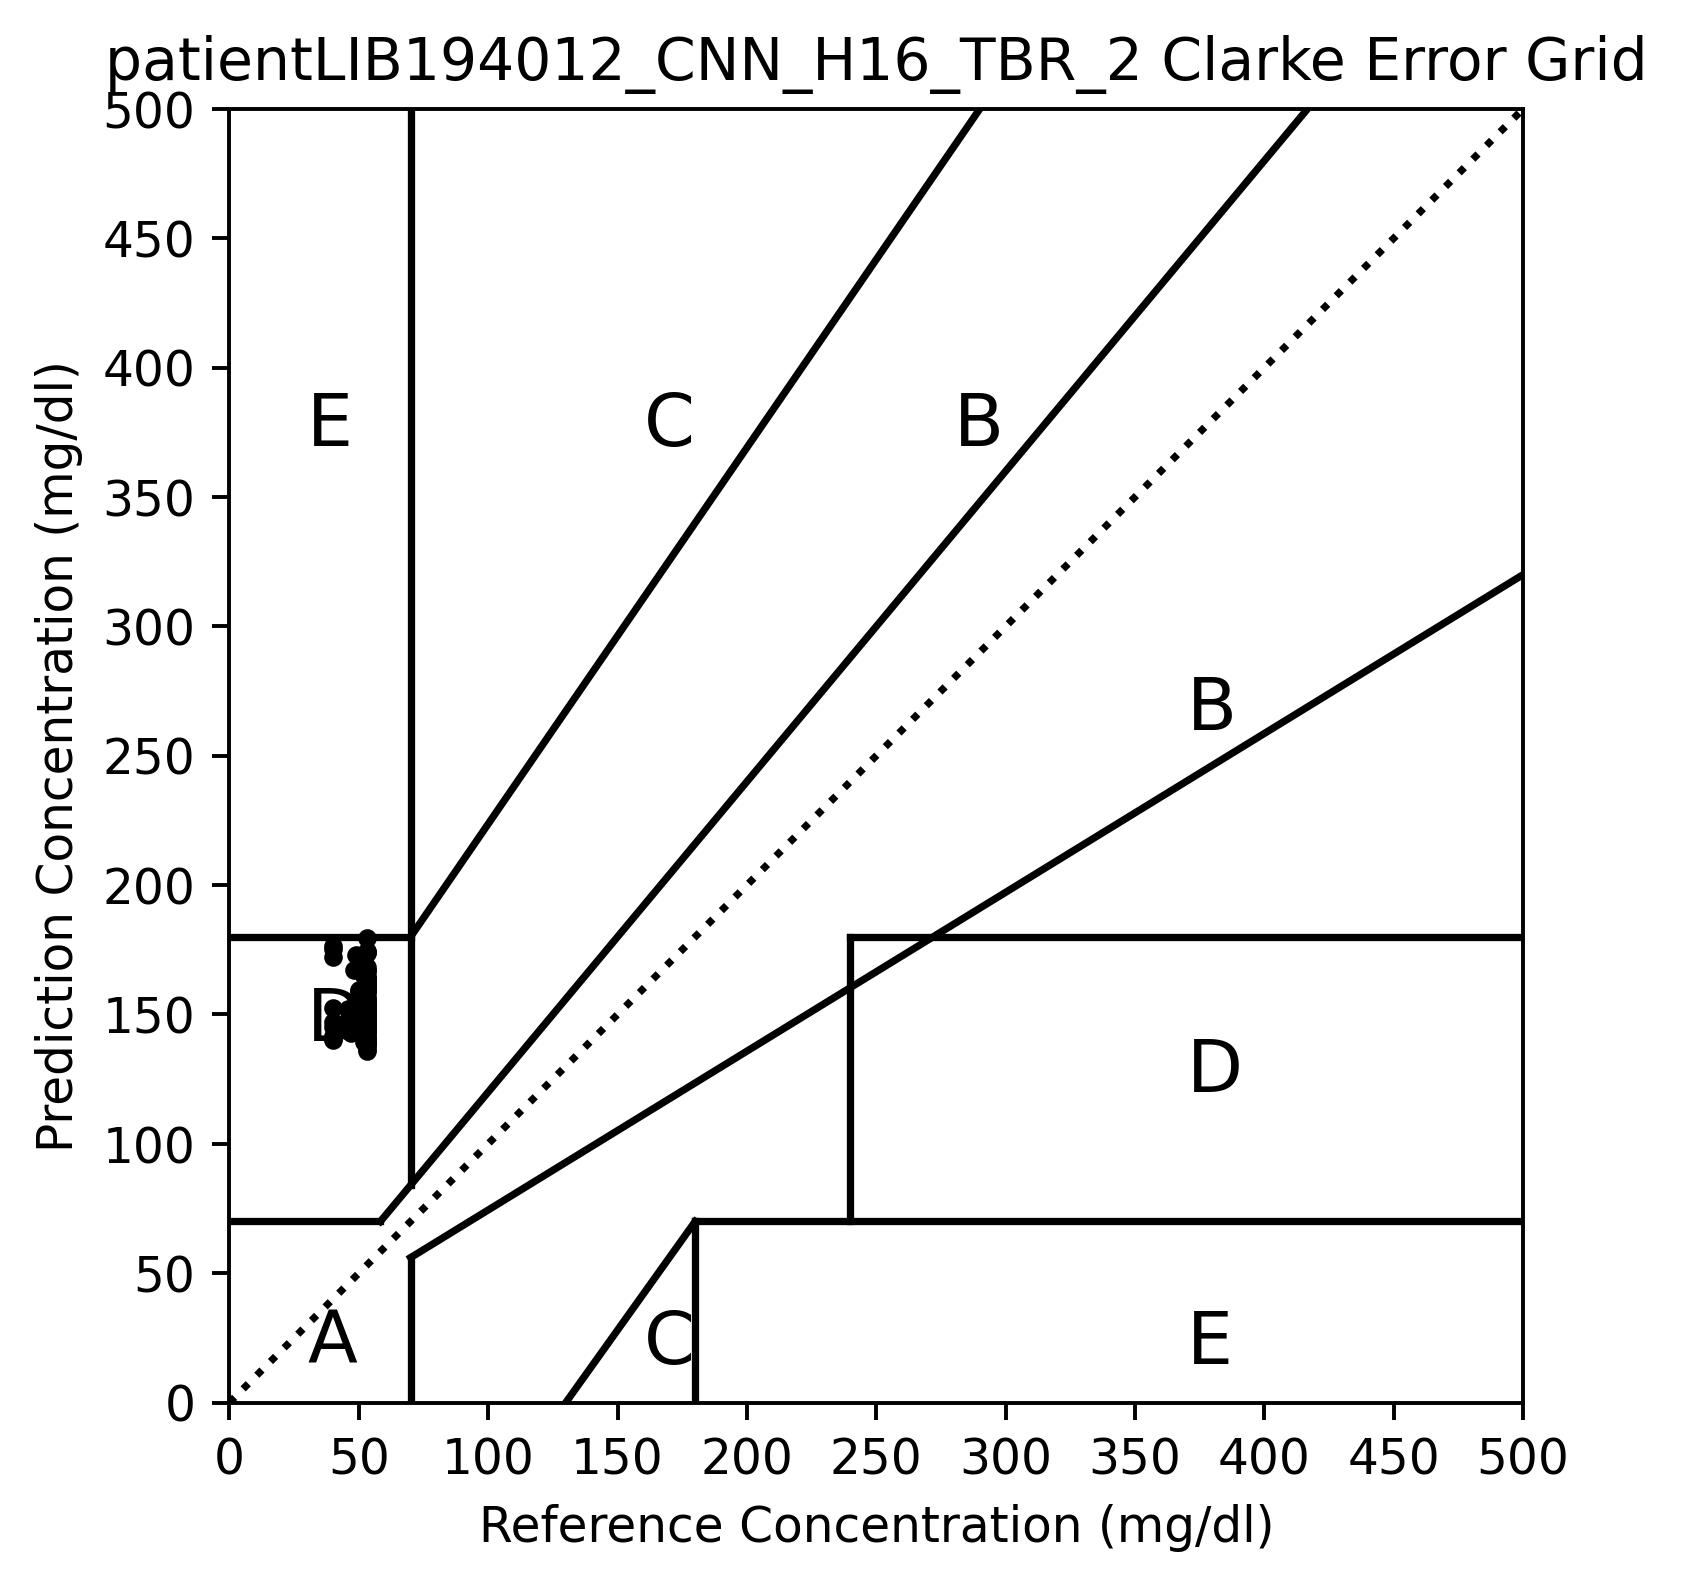 patientLIB194012_CNN_H16_TBR_2 Clarke Error Grid
500
450
400
350
300
250
200
150
100
50
0
Prediction Concentration (mg/dl)
E
C
B
B
D
D
A
C
E
0 50 100 150 200 250 300 350 400 450 500
Reference Concentration (mg/dl)